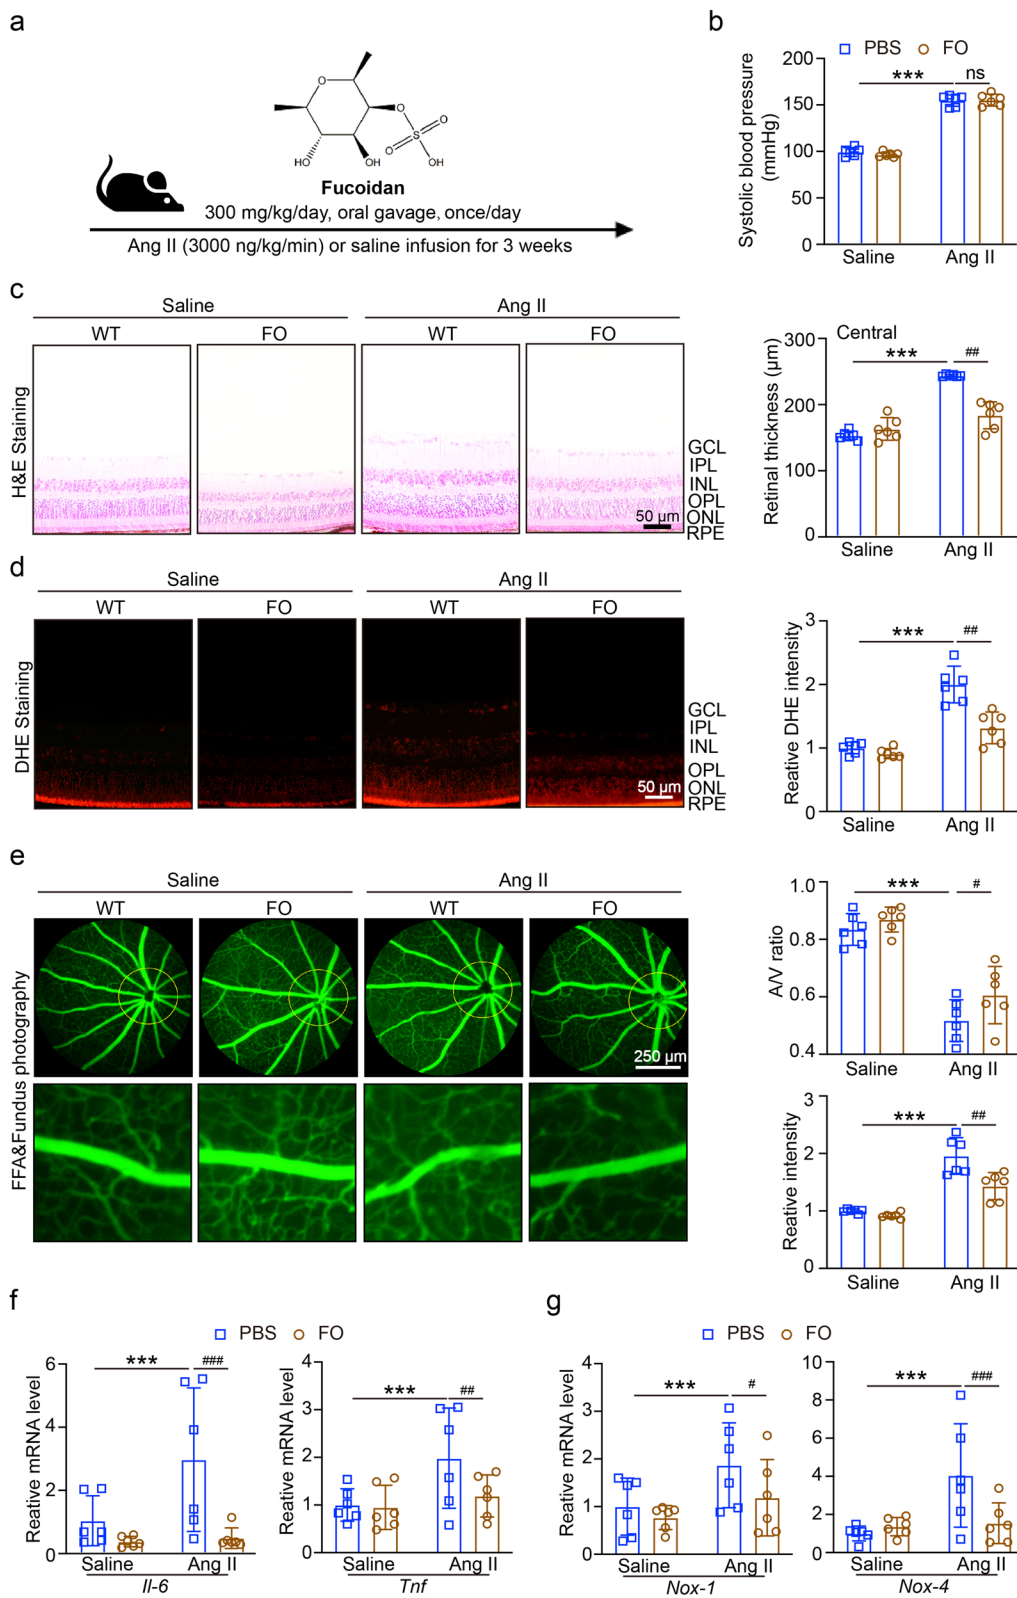 a
O
O
O
S
O
HO
OH
OH
Fucoidan
300 mg/kg/day, oral gavage, once/day
Ang II (3000 ng/kg/min) or saline infusion for 3 weeks
b
PBS FO
Systolic blood pressure
(mmHg)
200
150
100
50
0
*** ns
Saline Ang II
c
Saline Ang II
WT FO WT FO
H&E Staining
GCL
IPL
INL
OPL
ONL
RPE
50 µm
Central
Retinal thickness (µm)
300
200
100
*** ##
Saline Ang II
d
Saline Ang II
WT FO WT FO
DHE Staining
GCL
IPL
INL
OPL
ONL
RPE
50 µm
Reative DHE intensity
3
2
1
0
*** ##
Saline Ang II
e
Saline Ang II
WT FO WT FO
FFA&Fundus photography
250 µm
A/V ratio
1.0
0.8
0.6
0.4
*** #
Saline Ang II
Reative intensity
3
2
1
0
*** ##
Saline Ang II
f
PBS FO
Reative mRNA level
6
4
2
0
*** ###
Saline Ang II
Il-6
Reative mRNA level
4
3
2
1
0
*** ##
Saline Ang II
Tnf
g
PBS FO
Reative mRNA level
4
3
2
1
0
*** #
Saline Ang II
Nox-1
Reative mRNA level
10
8
6
4
2
0
*** ###
Saline Ang II
Nox-4